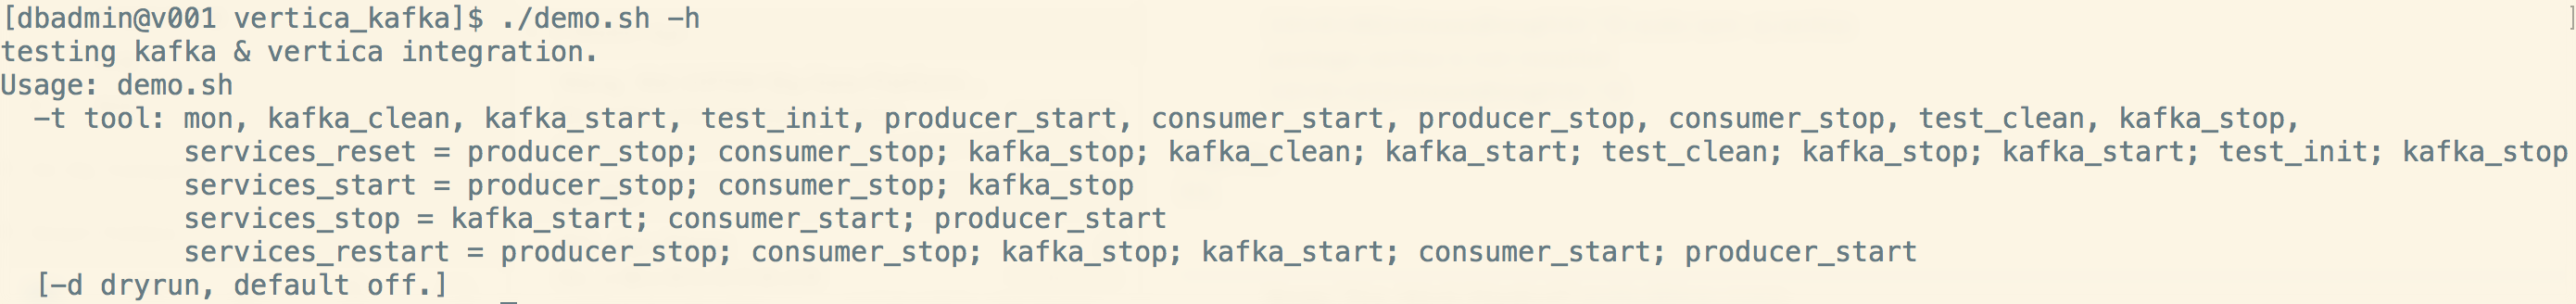 [dbadmin@v001 vertica_kafka]$ ./demo.sh -h ]
testing kafka & vertica integration.
Usage: demo.sh
  -t tool: mon, kafka_clean, kafka_start, test_init, producer_start, consumer_start, producer_stop, consumer_stop, test_clean, kafka_stop,
           services_reset = producer_stop; consumer_stop; kafka_stop; kafka_clean; kafka_start; test_clean; kafka_stop; kafka_start; test_init; kafka_stop
           services_start = producer_stop; consumer_stop; kafka_stop
           services_stop = kafka_start; consumer_start; producer_start
           services_restart = producer_stop; consumer_stop; kafka_stop; kafka_start; consumer_start; producer_start
  [-d dryrun, default off.]